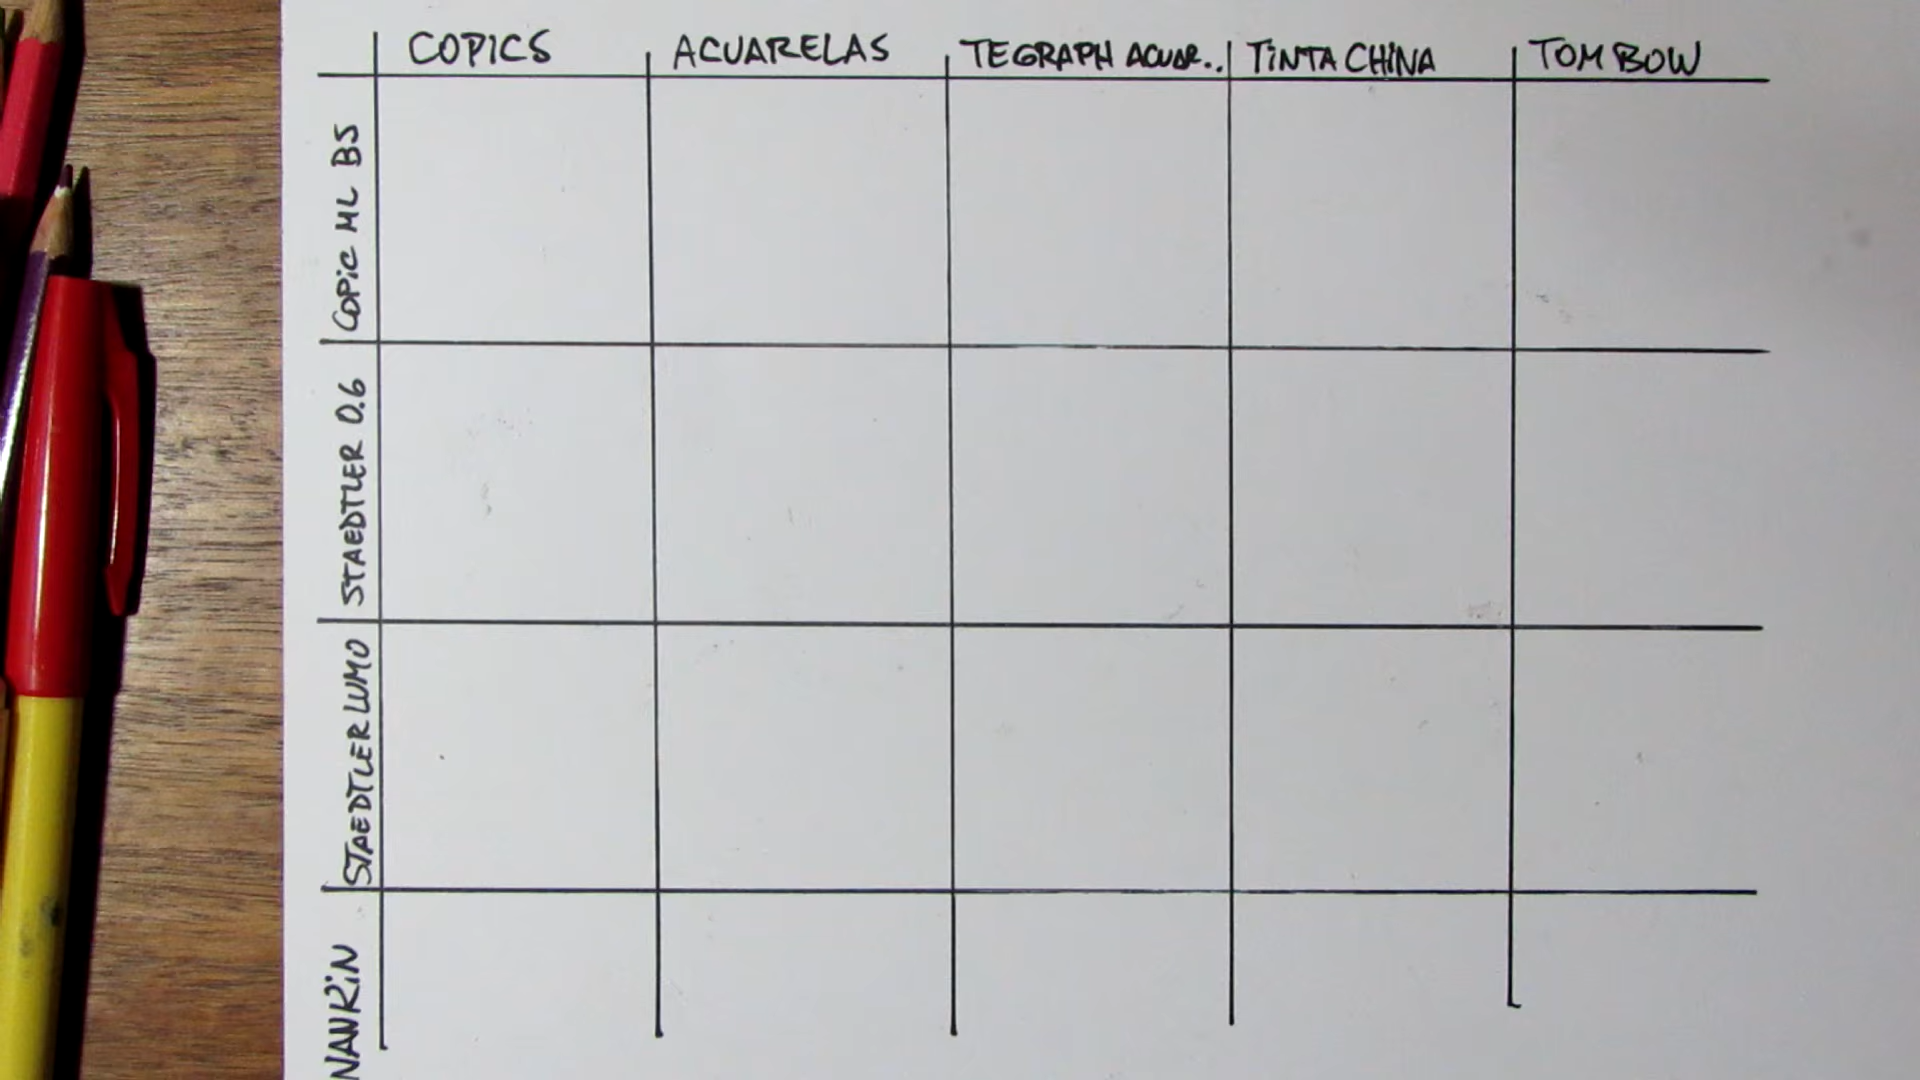 COPICS ACUARELAS TEGRAPH ACUAR.. TINTA CHINA TOMBOW
COPIC ML BS
STAEDTLER 0.6
STAEDTLER LUMO
NANKIN